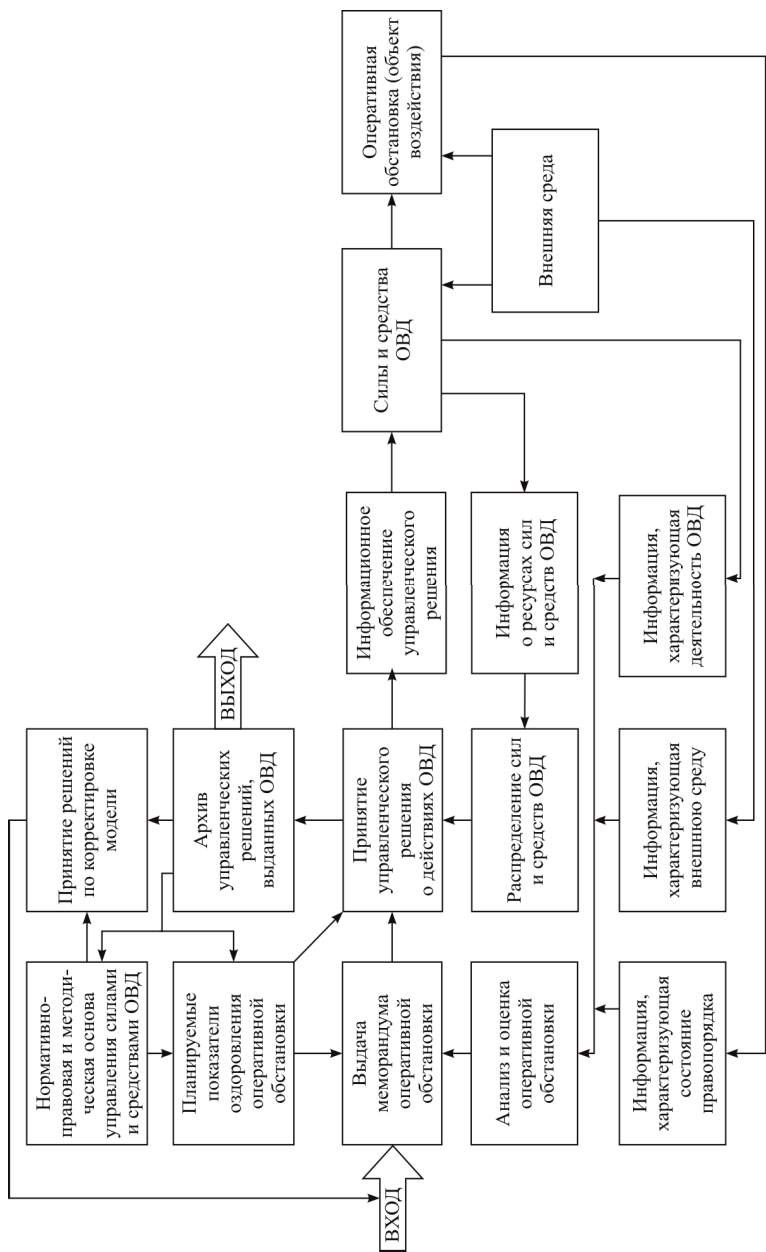 Нормативно-
правовая и методи-
ческая основа
управления силами
и средствами ОВД
Принятие решений
по корректировке
модели
Планируемые
показатели
оздоровления
оперативной
обстановки
Архив
управленческих
решений,
выданных ОВД
ВЫХОД
ВХОД
Выдача
меморандума
оперативной
обстановки
Принятие
управленческого
решения
о действиях ОВД
Информационное
обеспечение
управленческого
решения
Силы и средства
ОВД
Оперативная
обстановка (объект
воздействия)
Анализ и оценка
оперативной
обстановки
Распределение сил
и средств ОВД
Информация
о ресурсах сил
и средств ОВД
Внешняя среда
Информация,
характеризующая
состояние
правопорядка
Информация,
характеризующая
внешнюю среду
Информация,
характеризующая
деятельность ОВД